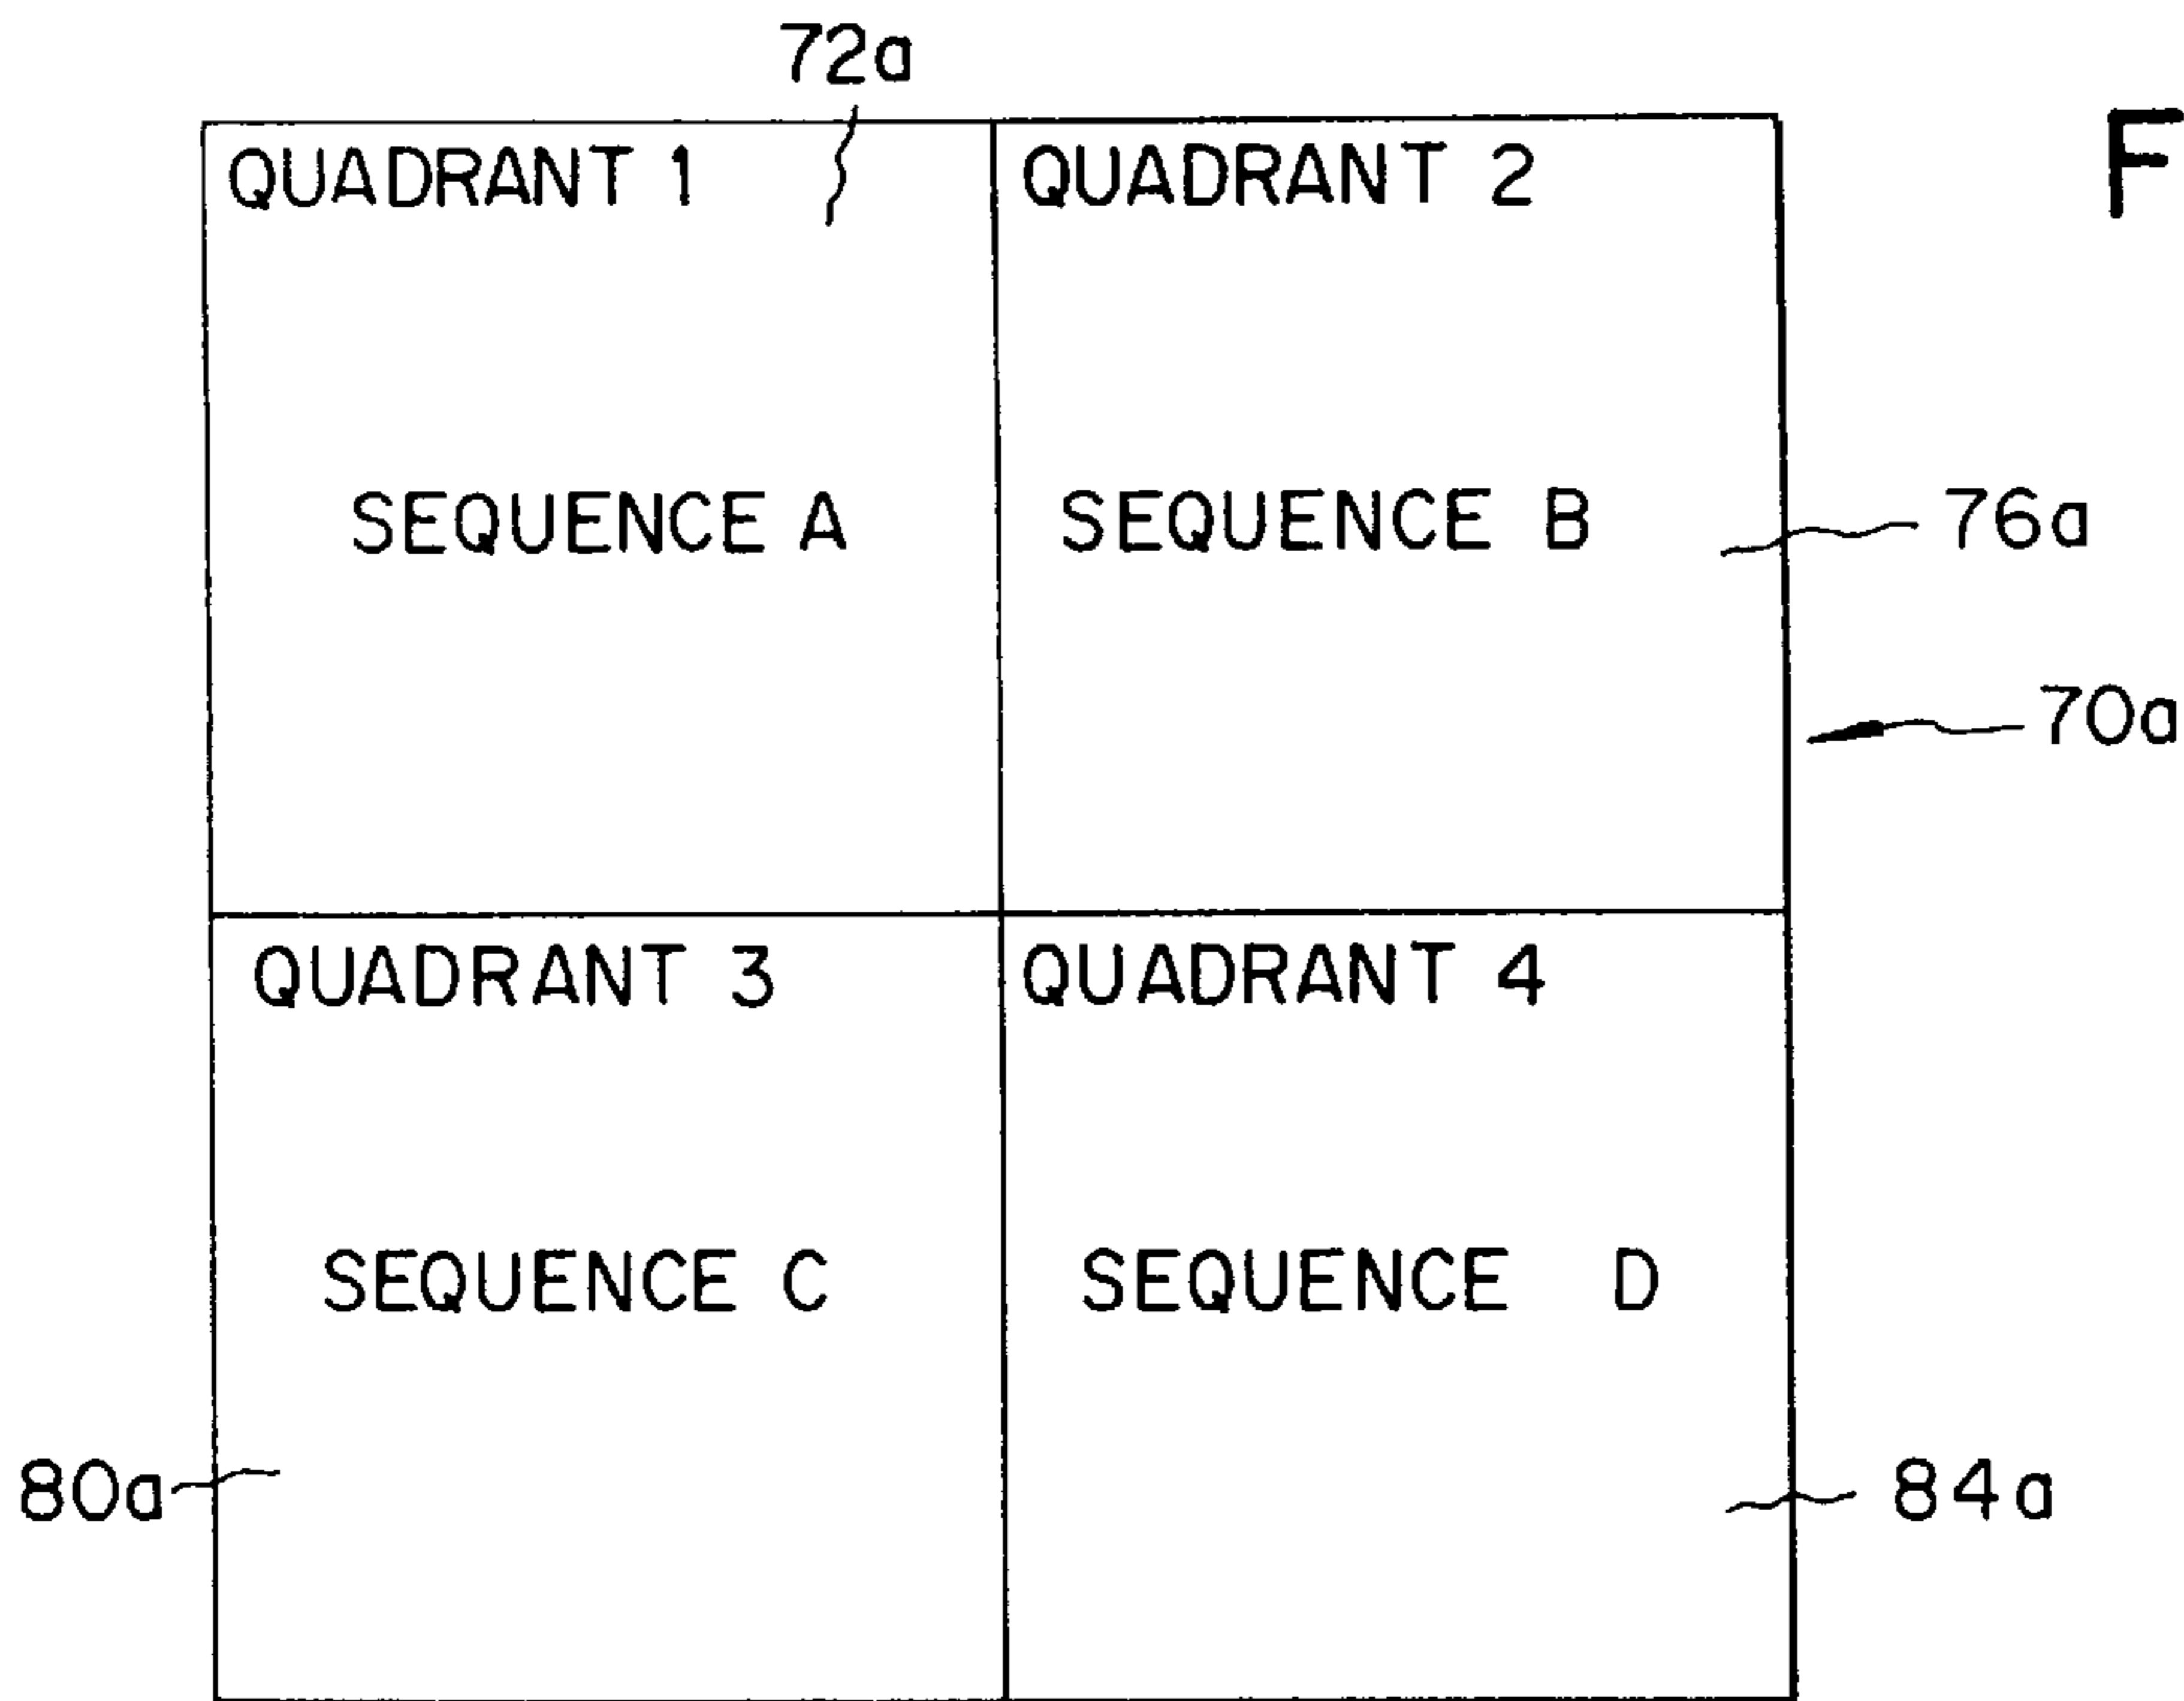 72a
F
QUADRANT 1
QUADRANT 2
SEQUENCE A
SEQUENCE B
76a
70a
QUADRANT 3
QUADRANT 4
SEQUENCE C
SEQUENCE D
80a
84a